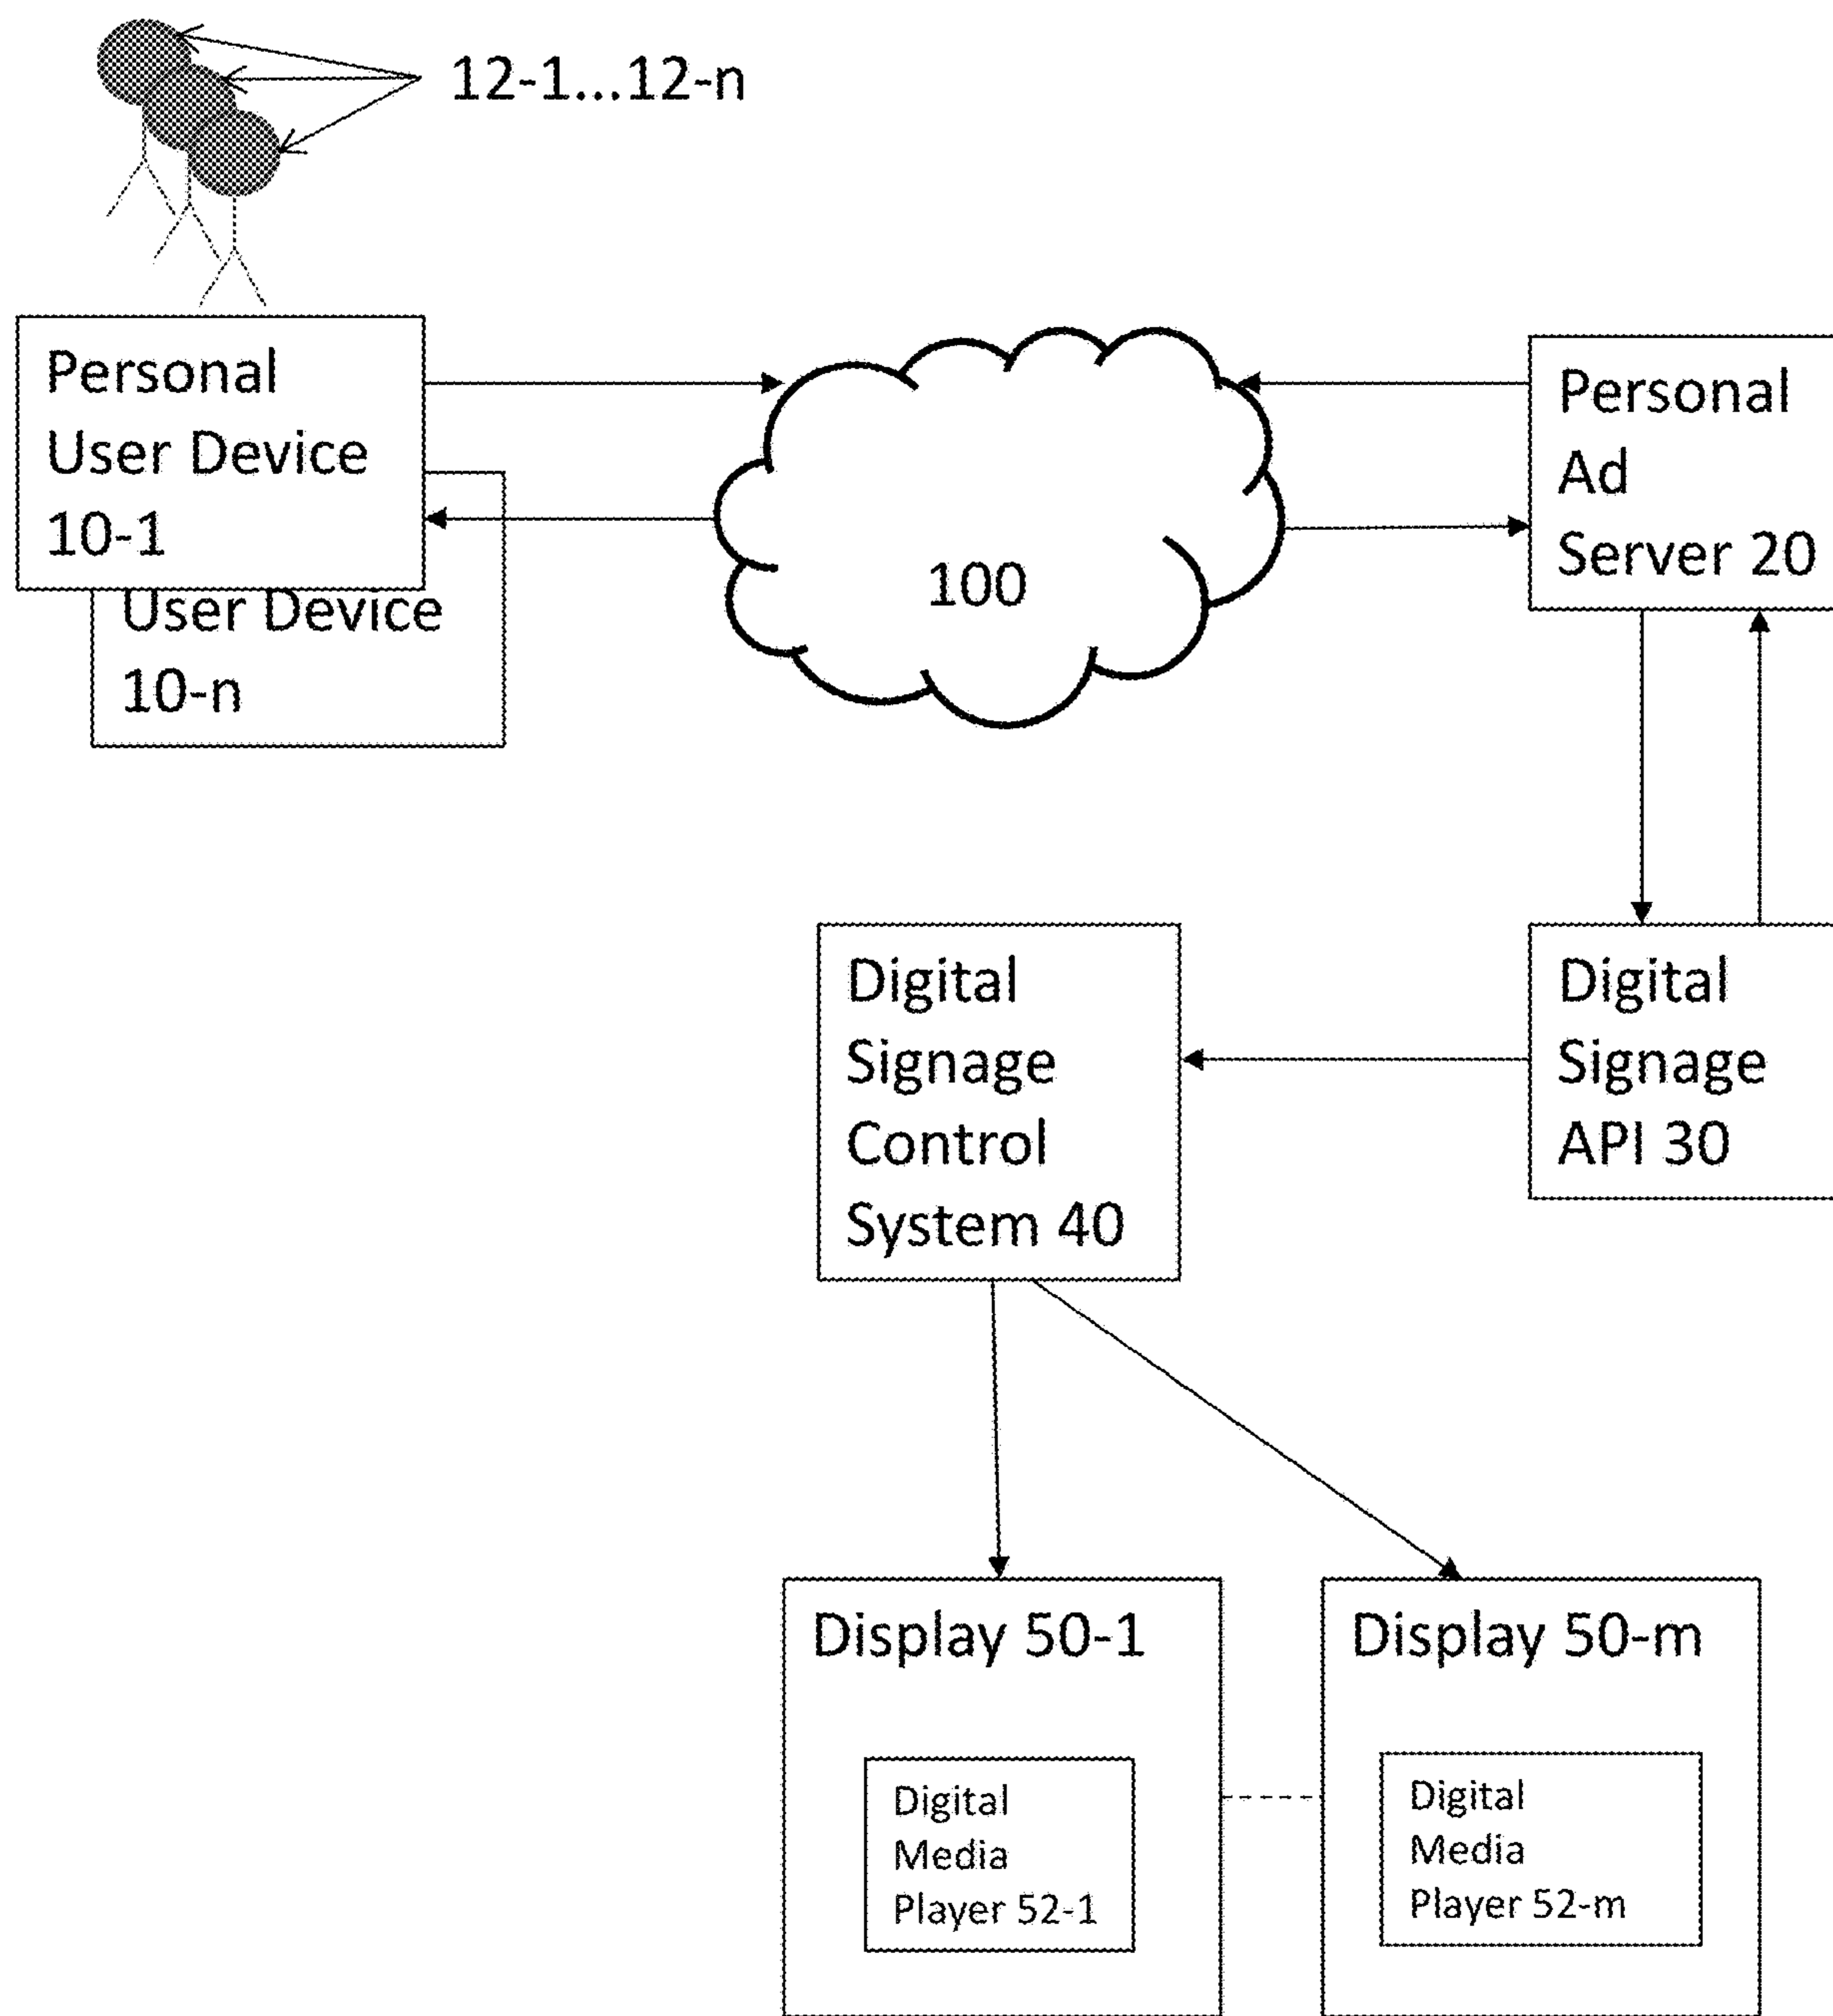 12-1...12-n
Personal
User Device
10-1
User Device
10-n
100
Personal
Ad
Server 20
Digital
Signage
Control
System 40
Digital
Signage
API 30
Display 50-1
Digital
Media
Player 52-1
Display 50-m
Digital
Media
Player 52-m